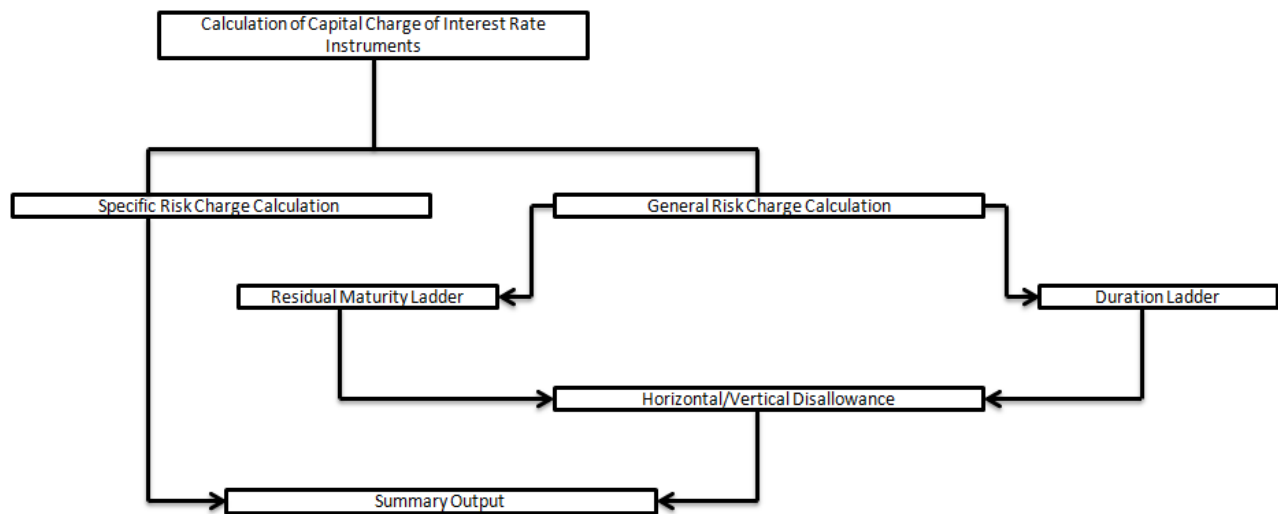 Calculation of Capital Charge of Interest Rate
Instruments
Specific Risk Charge Calculation
General Risk Charge Calculation
Residual Maturity Ladder
Duration Ladder
Horizontal/Vertical Disallowance
Summary Output